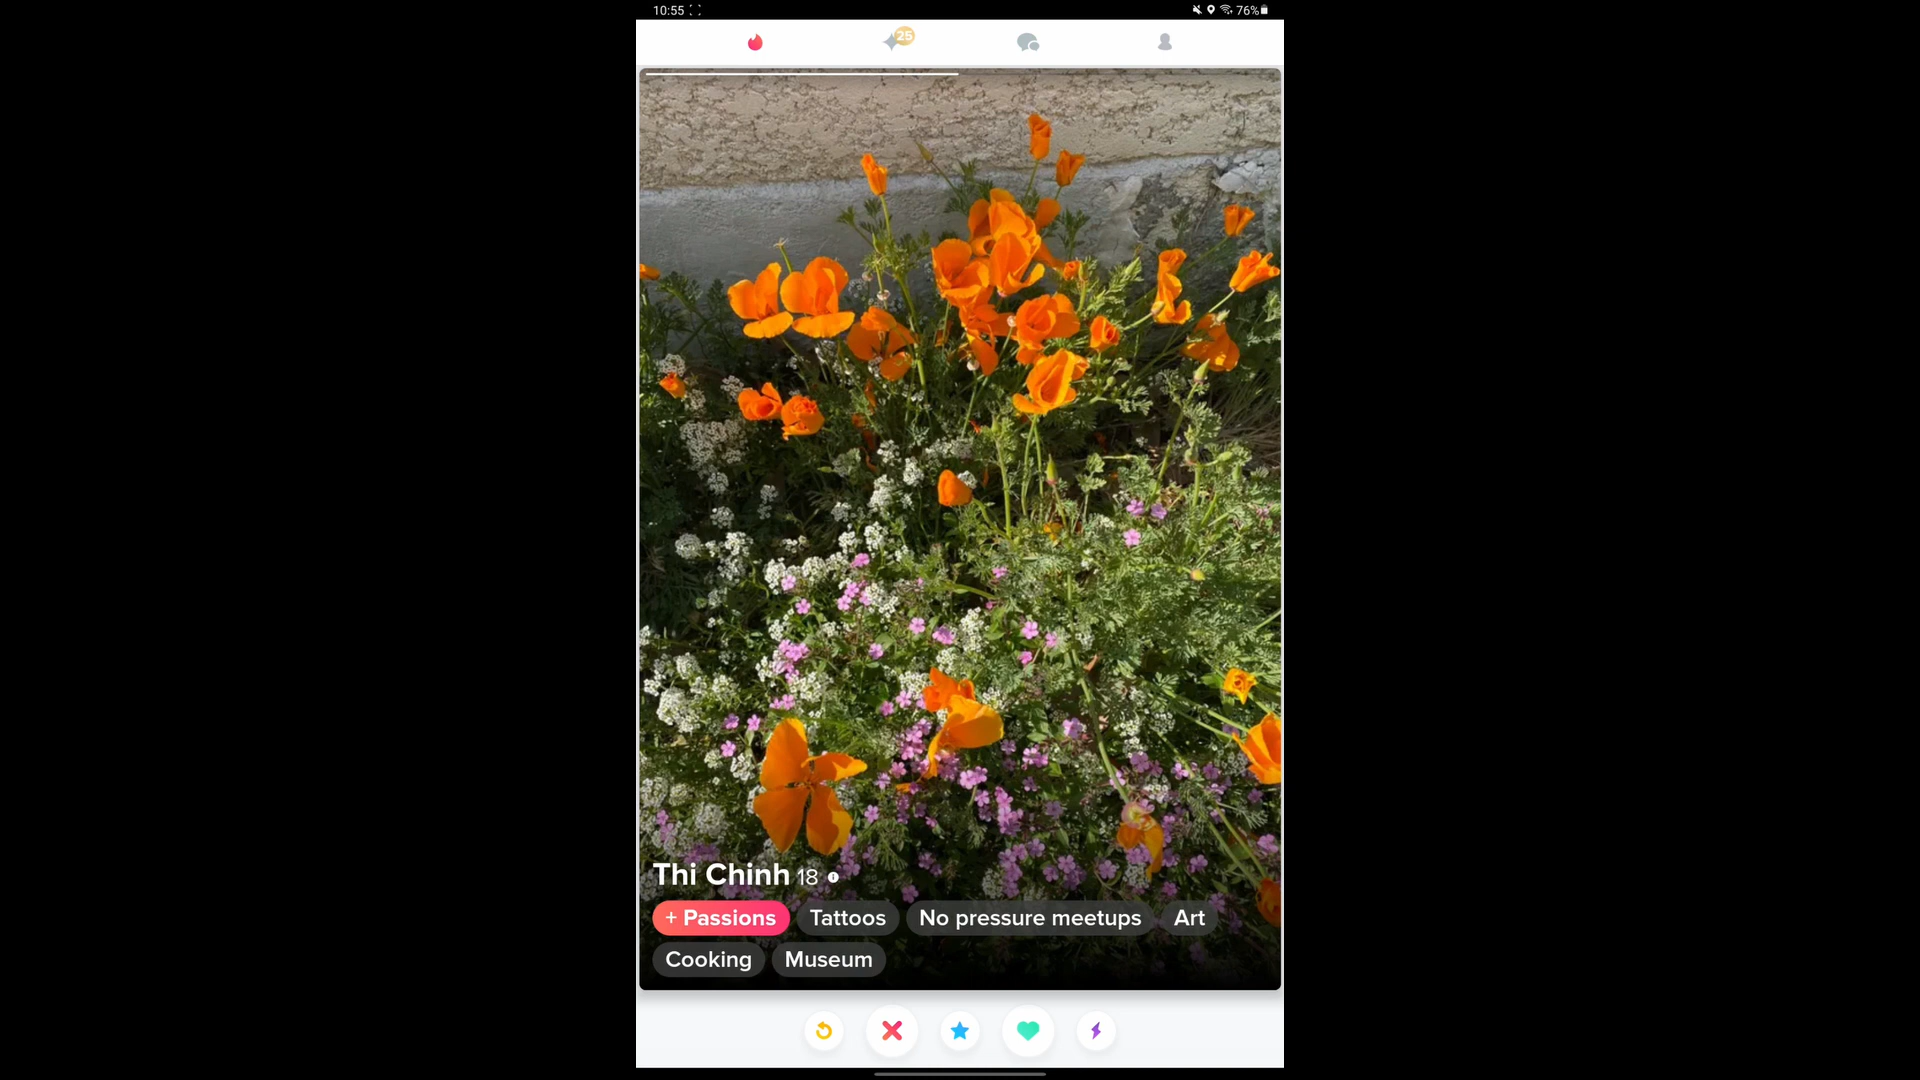 10:55 76%
25
Thi Chinh 18
+ Passions Tattoos No pressure meetups Art
Cooking Museum